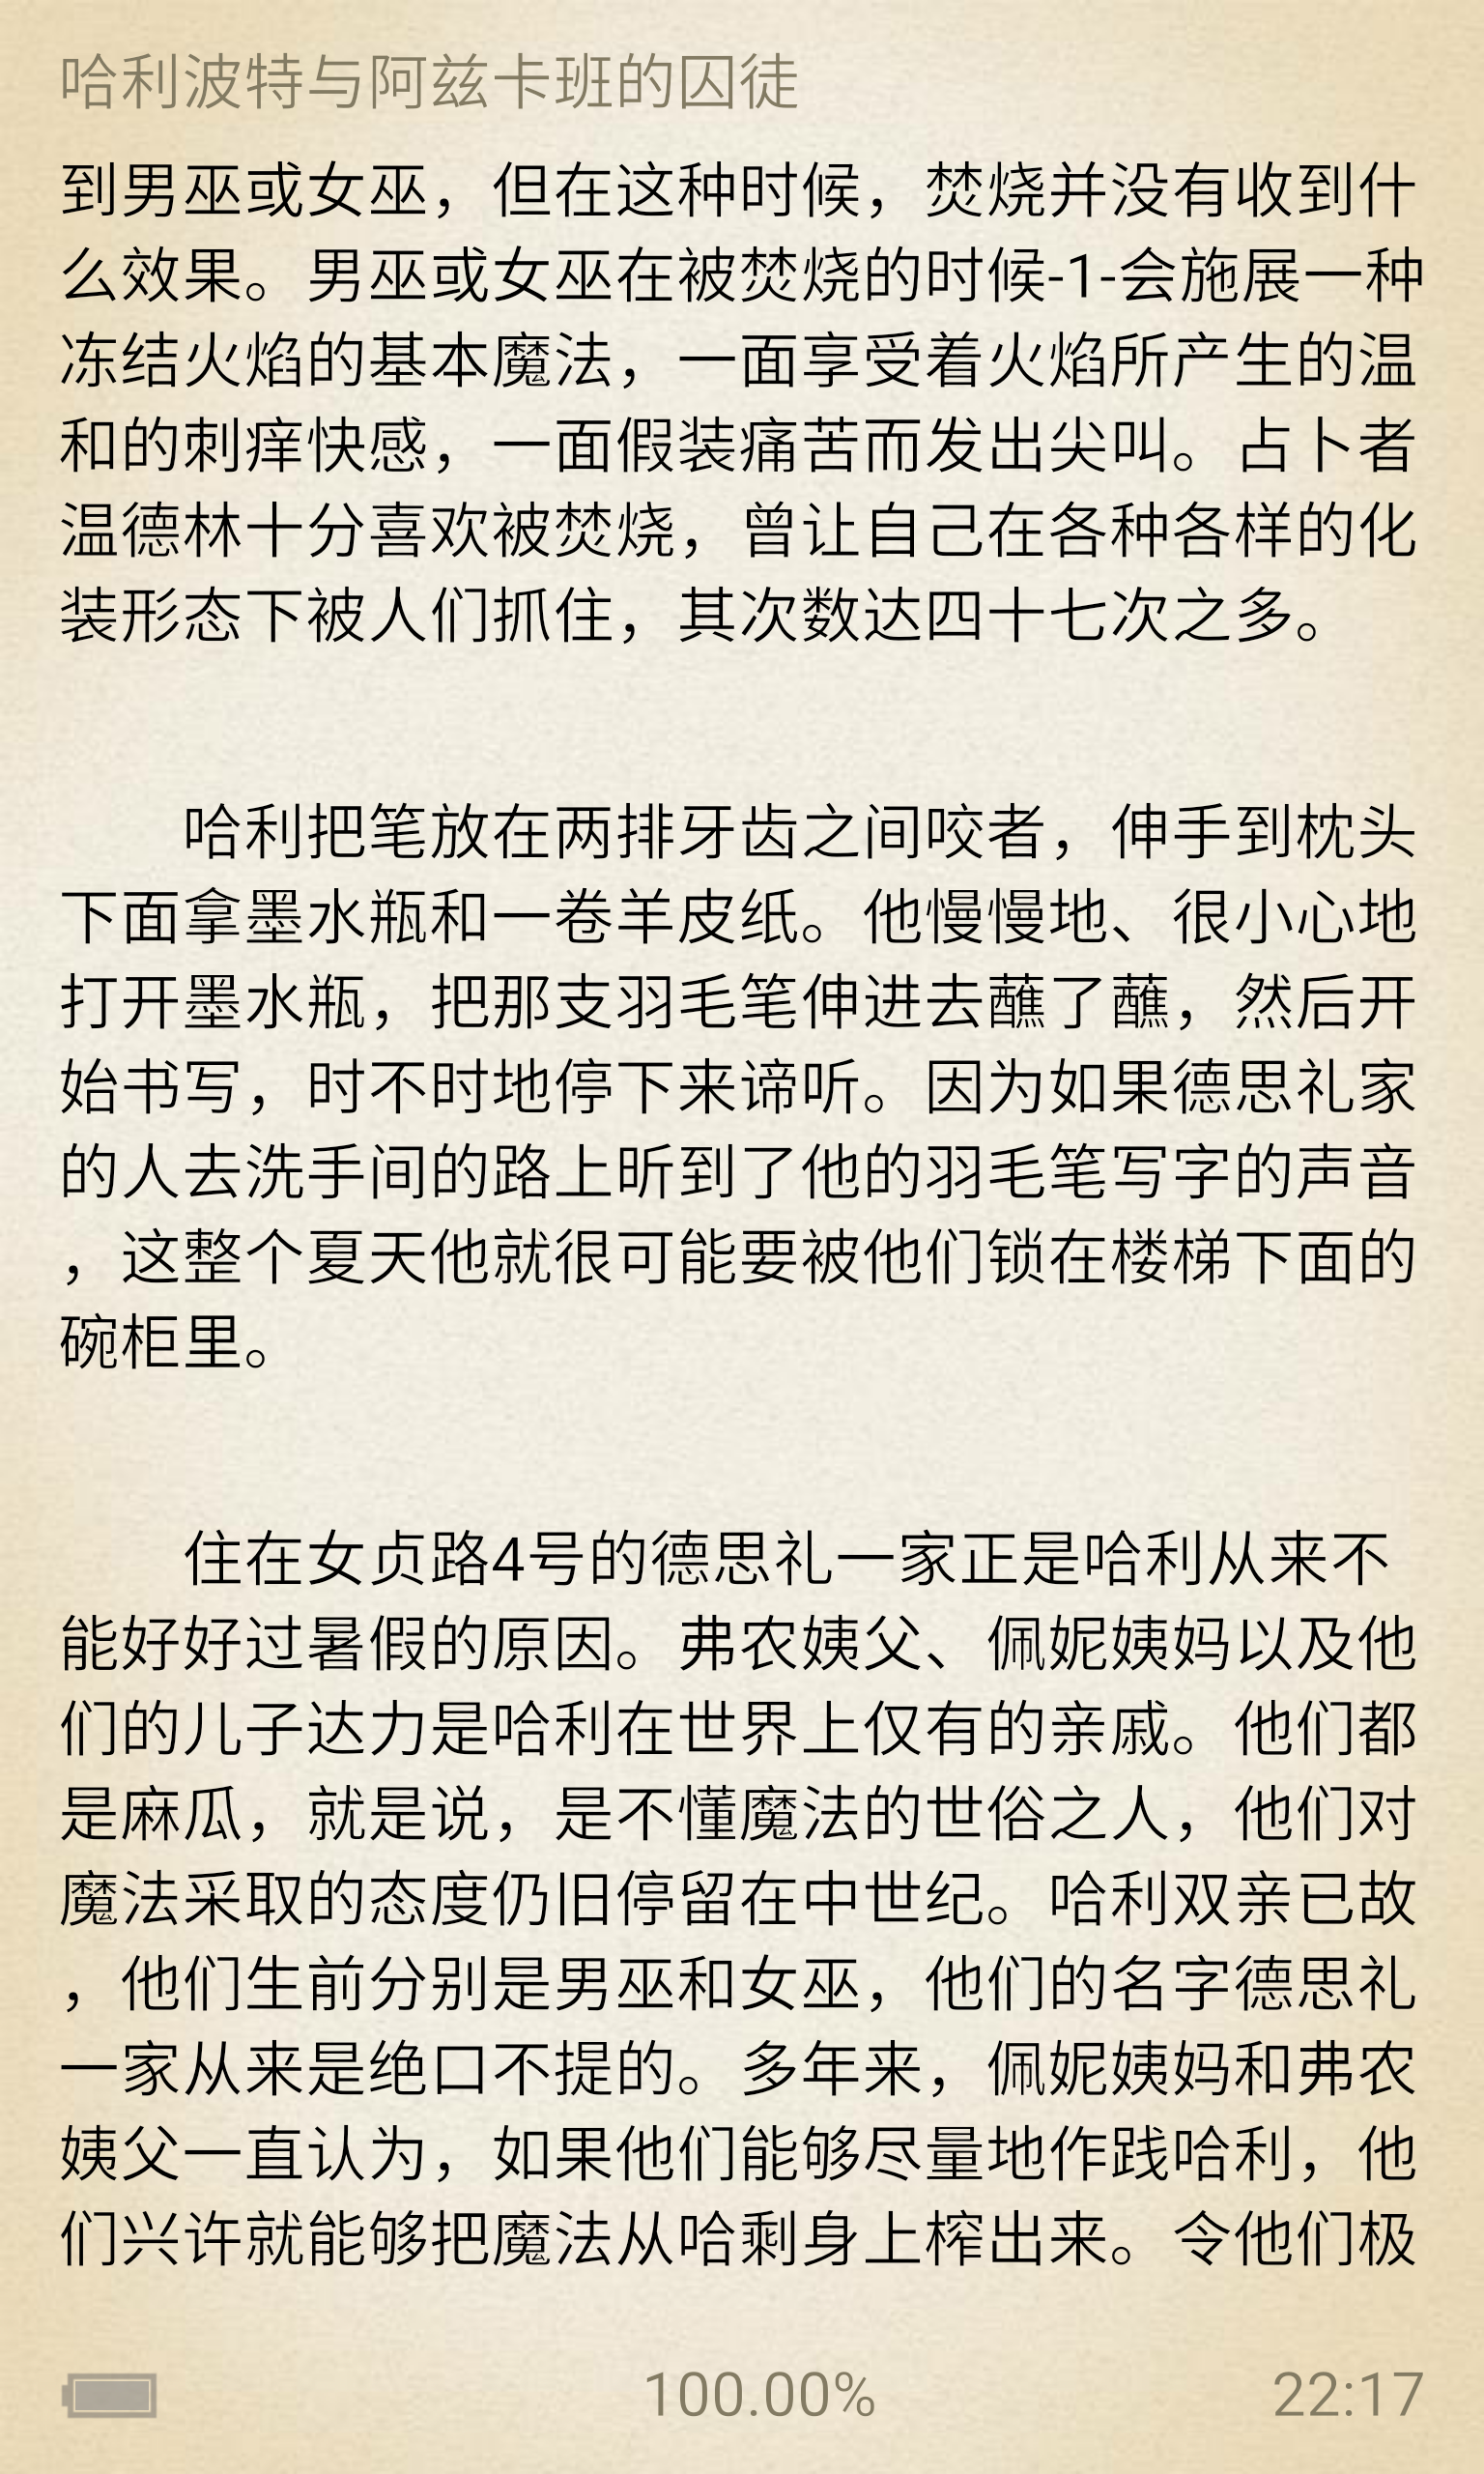 哈利波特与阿兹卡班的囚徒
到男巫或女巫，但在这种时候，焚烧并没有收到什
么效果。男巫或女巫在被焚烧的时候-1-会施展一种
冻结火焰的基本魔法，一面享受着火焰所产生的温
和的刺痒快感，一面假装痛苦而发出尖叫。占卜者
温德林十分喜欢被焚烧，曾让自己在各种各样的化
装形态下被人们抓住，其次数达四十七次之多。
哈利把笔放在两排牙齿之间咬者，伸手到枕头
下面拿墨水瓶和一卷羊皮纸。他慢慢地、很小心地
打开墨水瓶，把那支羽毛笔伸进去蘸了蘸，然后开
始书写，时不时地停下来谛听。因为如果德思礼家
的人去洗手间的路上昕到了他的羽毛笔写字的声音
，这整个夏天他就很可能要被他们锁在楼梯下面的
碗柜里。
住在女贞路4号的德思礼一家正是哈利从来不
能好好过暑假的原因。弗农姨父、佩妮姨妈以及他
们的儿子达力是哈利在世界上仅有的亲戚。他们都
是麻瓜，就是说，是不懂魔法的世俗之人，他们对
魔法采取的态度仍旧停留在中世纪。哈利双亲已故
，他们生前分别是男巫和女巫，他们的名字德思礼
一家从来是绝口不提的。多年来，佩妮姨妈和弗农
姨父一直认为，如果他们能够尽量地作践哈利，他
们兴许就能够把魔法从哈剩身上榨出来。令他们极
100.00%
22:17